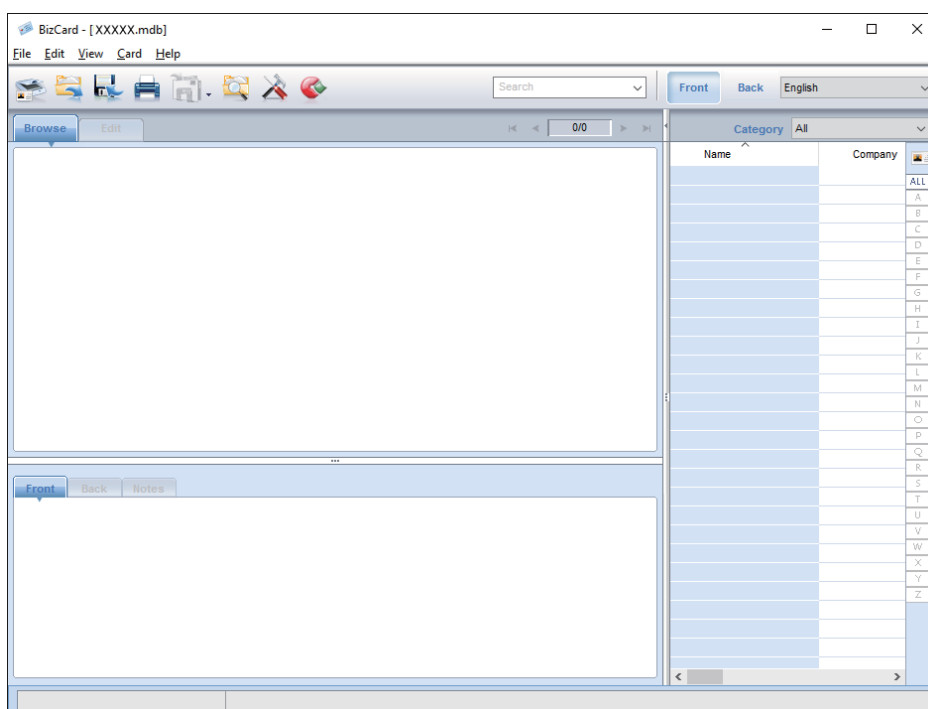 BizCard - [XXXXX.mdb]
File Edit View Card Help
Search
Front Back English
Browse Edit 0/0
Category All
Name Company
ALL
A
B
C
D
E
F
G
H
I
J
K
L
M
N
O
P
Q
R
S
T
U
V
W
X
Y
Z
Front Back Notes